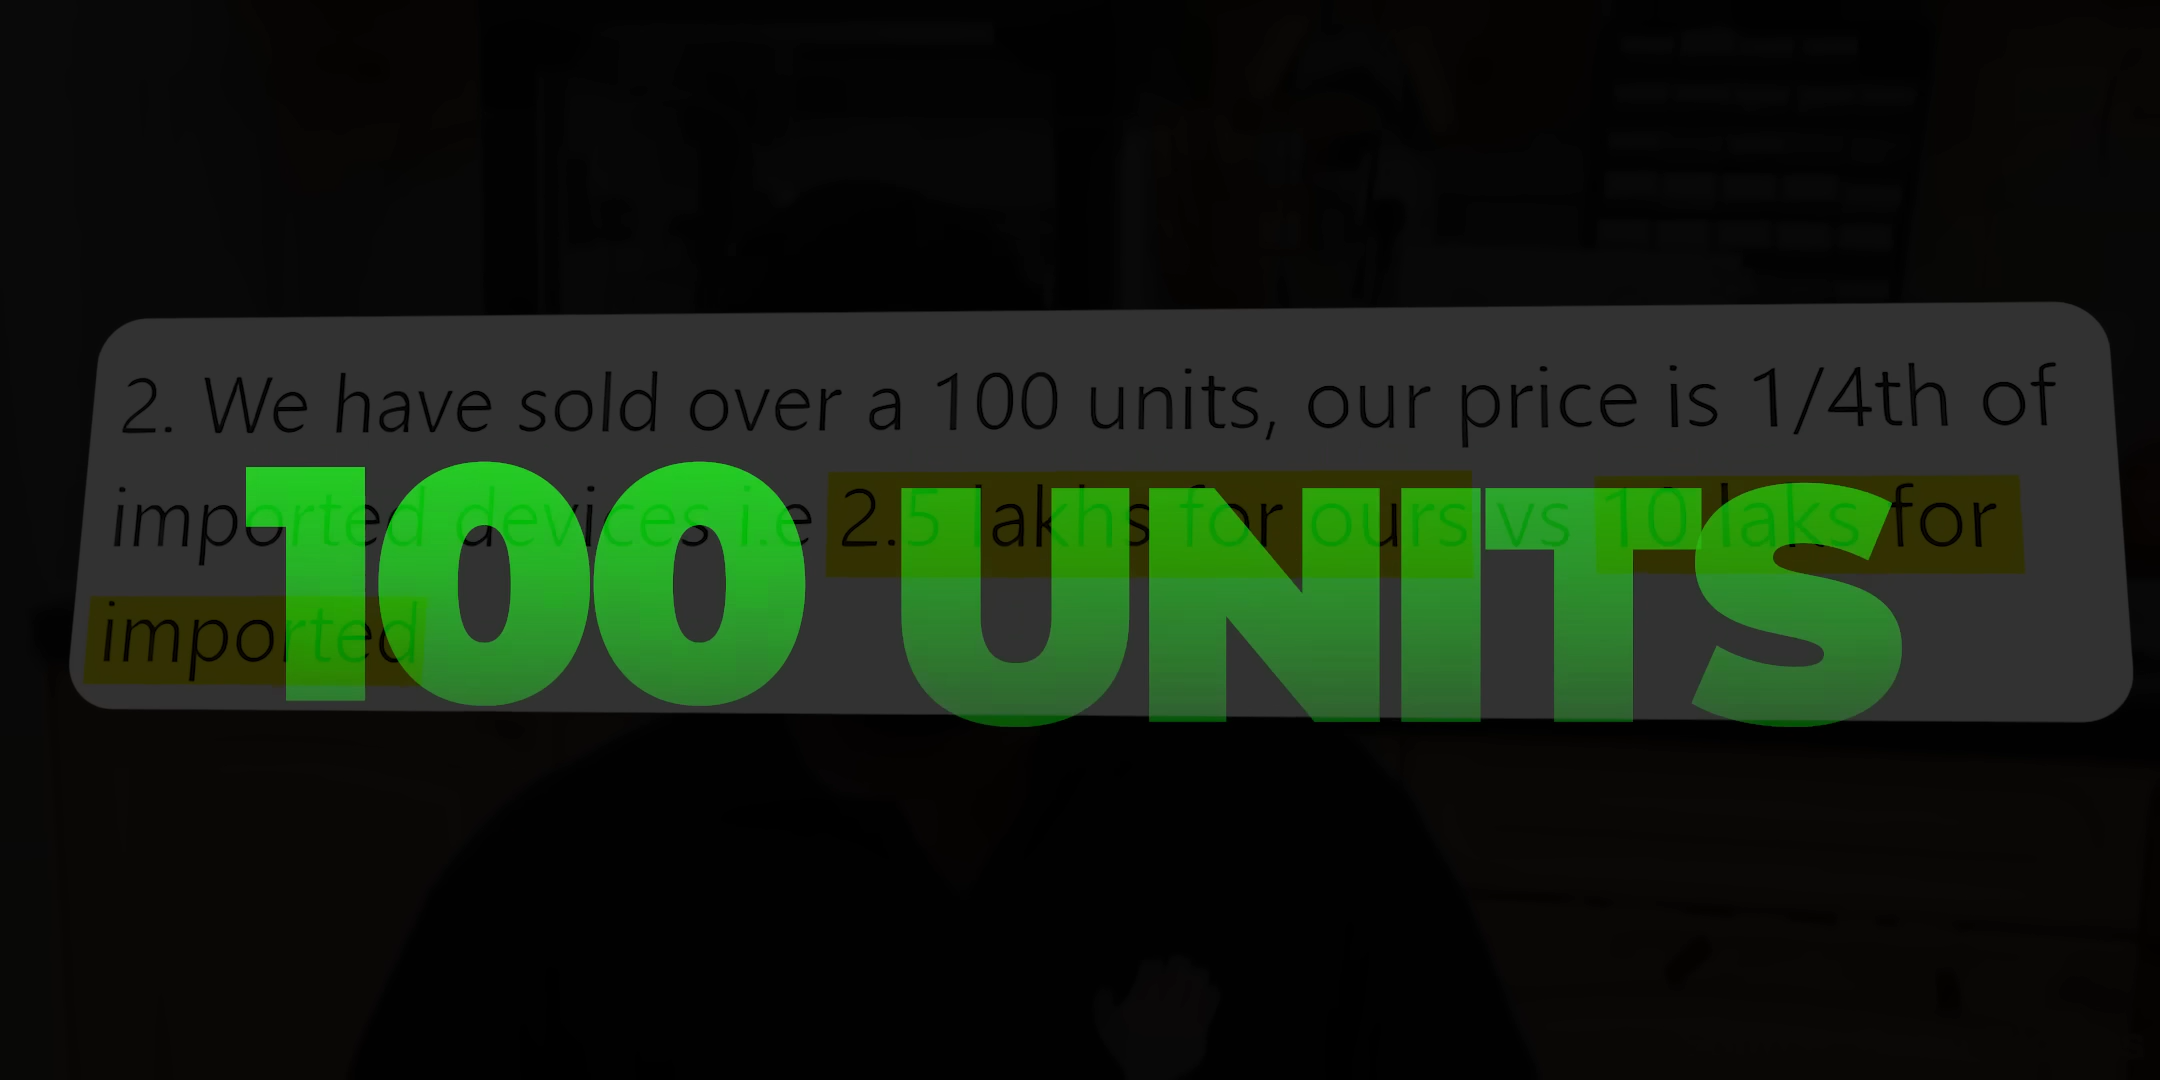 2. We have sold over a 100 units, our price is 1/4th of
imported devices i.e 2.5 lakhs for ours vs 10 laks for
imported
100 UNITS